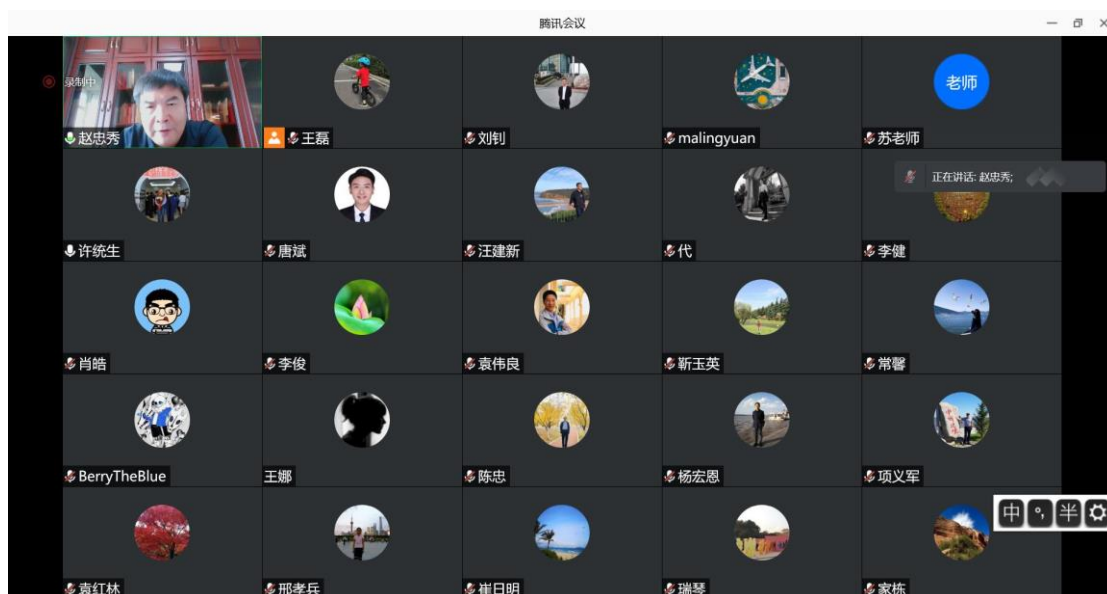 腾讯会议
录制中
老师
赵忠秀
王磊
刘钊
malingyuan
苏老师
正在讲话: 赵忠秀;
许统生
唐斌
汪建新
代
李健
肖皓
李俊
袁伟良
靳玉英
常馨
BerryTheBlue
王娜
陈忠
杨宏恩
项义军
中 °, 半
袁红林
邢孝兵
崔日明
瑞琴
家栋